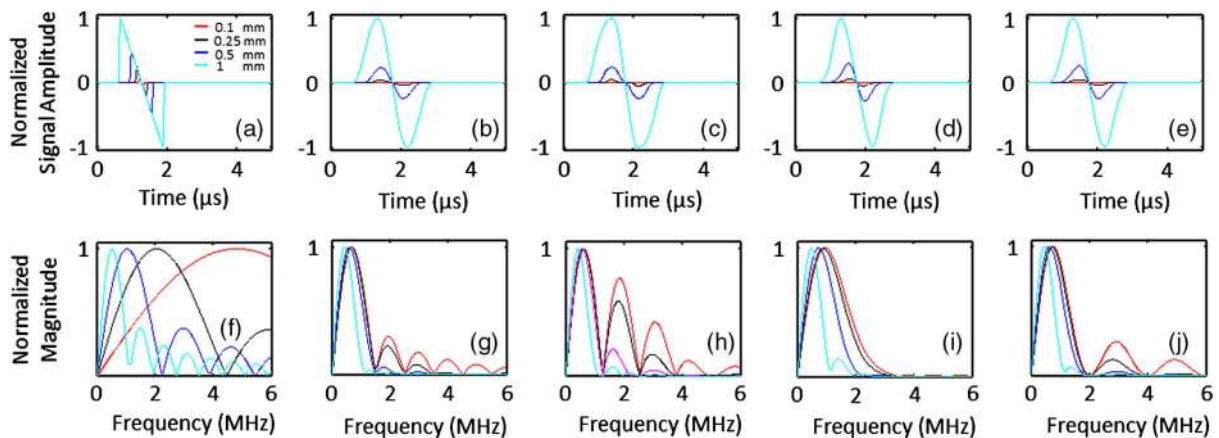 Normalized
Signal Amplitude
1
0
-1
0 2 4
Time (μs)
0.1 mm
0.25 mm
0.5 mm
1 mm
(a)
1
0
-1
0 2 4
Time (μs)
(b)
1
0
-1
0 2 4
Time (μs)
(c)
1
0
-1
0 2 4
Time (μs)
(d)
1
0
-1
0 2 4
Time (μs)
(e)
Normalized
Magnitude
1
0 2 4 6
Frequency (MHz)
(f)
1
0 2 4 6
Frequency (MHz)
(g)
1
0 2 4 6
Frequency (MHz)
(h)
1
0 2 4 6
Frequency (MHz)
(i)
1
0 2 4 6
Frequency (MHz)
(j)